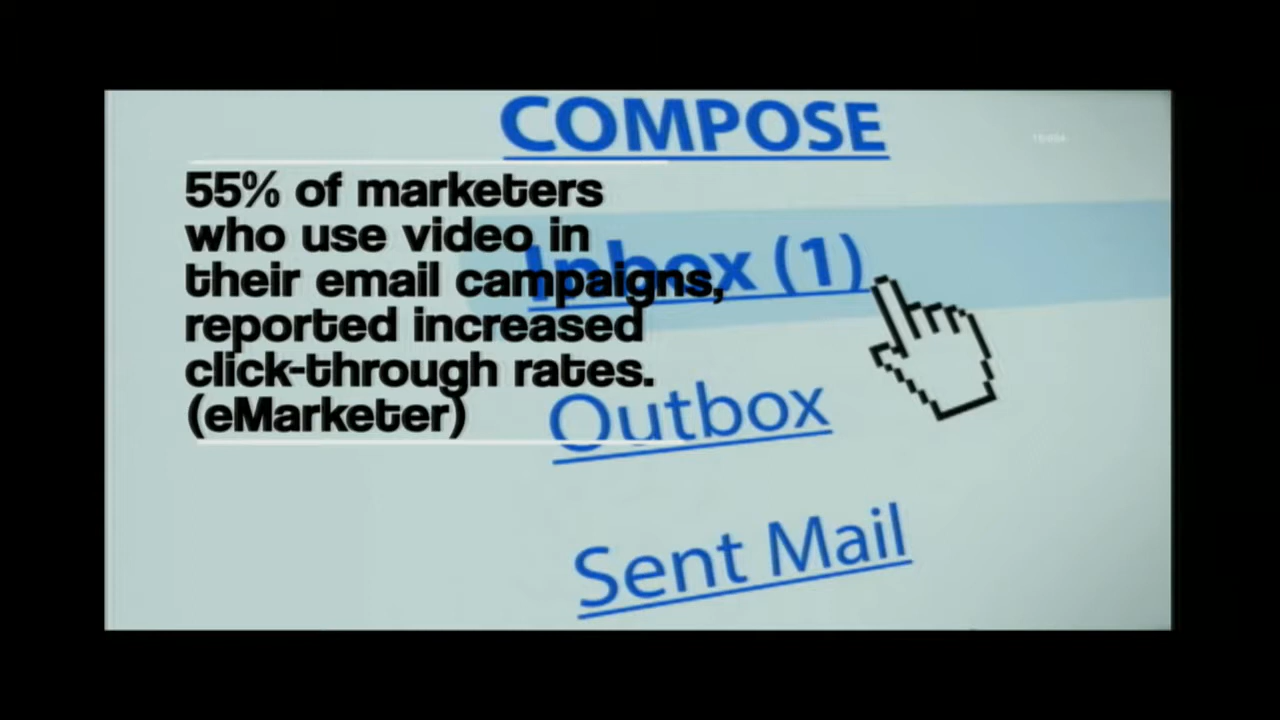 COMPOSE
55% of marketers
who use video in
their email campaigns,
reported increased
click-through rates.
(eMarketer)
Inbox (1)
Outbox
Sent Mail